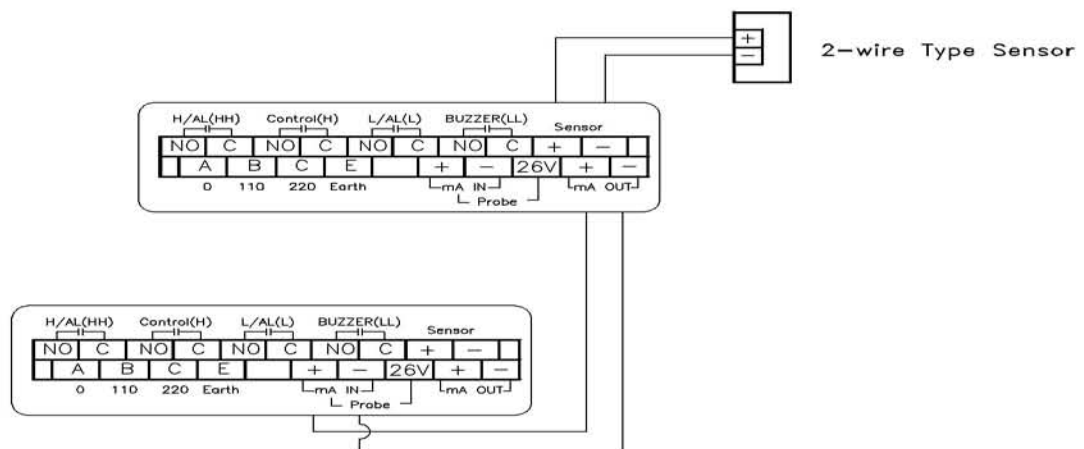 +
2-wire Type Sensor
−
H/AL(HH) Control(H) L/AL(L) BUZZER(LL) Sensor
NO C NO C NO C NO C + −
A B C E + − 26V + −
0 110 220 Earth mA IN mA OUT
Probe
H/AL(HH) Control(H) L/AL(L) BUZZER(LL) Sensor
NO C NO C NO C NO C + −
A B C E + − 26V + −
0 110 220 Earth mA IN mA OUT
Probe